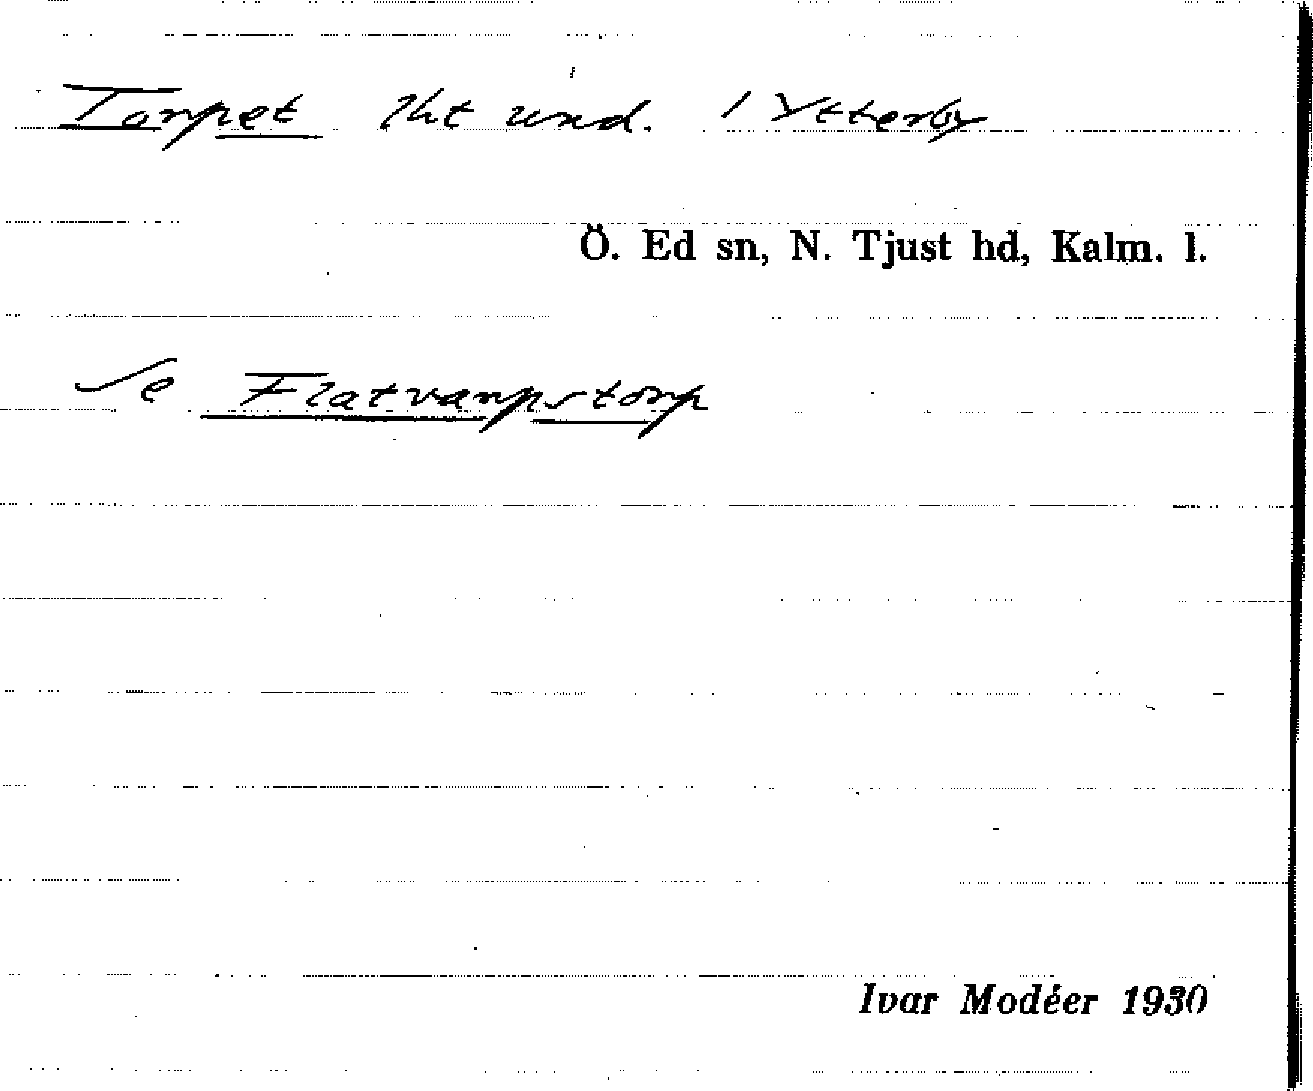 Torpet lht und. 1 Ytterby
Ö. Ed sn, N. Tjust hd, Kalm. l.
Se Flatvarpstorp
Ivar Modéer 1930